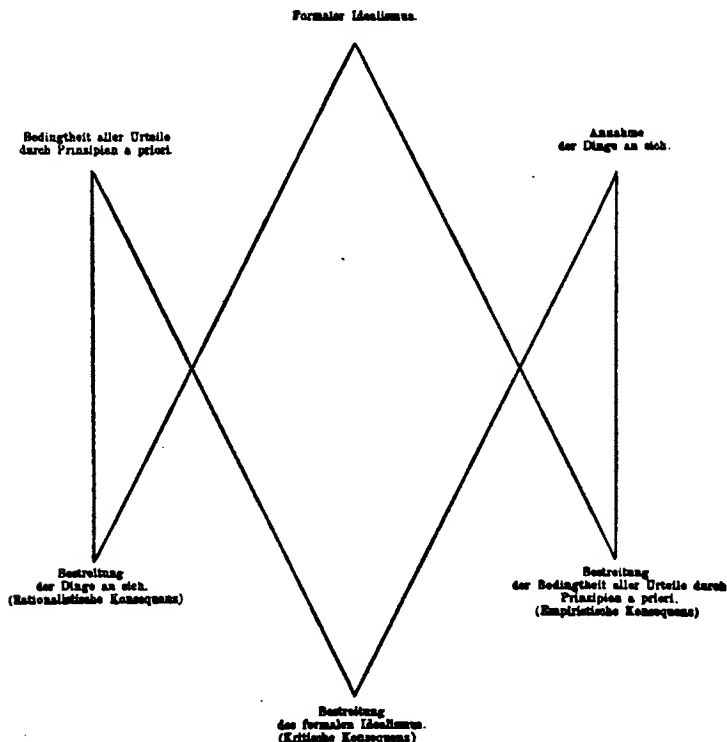 Formaler Idealismus.
Bedingtheit aller Urteile
durch Prinzipien a priori.
Annahme
der Dinge an sich.
Bestreitung
der Dinge an sich.
(Rationalistische Konsequenz)
Bestreitung
der Bedingtheit aller Urteile durch
Prinzipien a priori.
(Empiristische Konsequenz)
Bestreitung
des formalen Idealismus.
(Kritische Konsequenz)